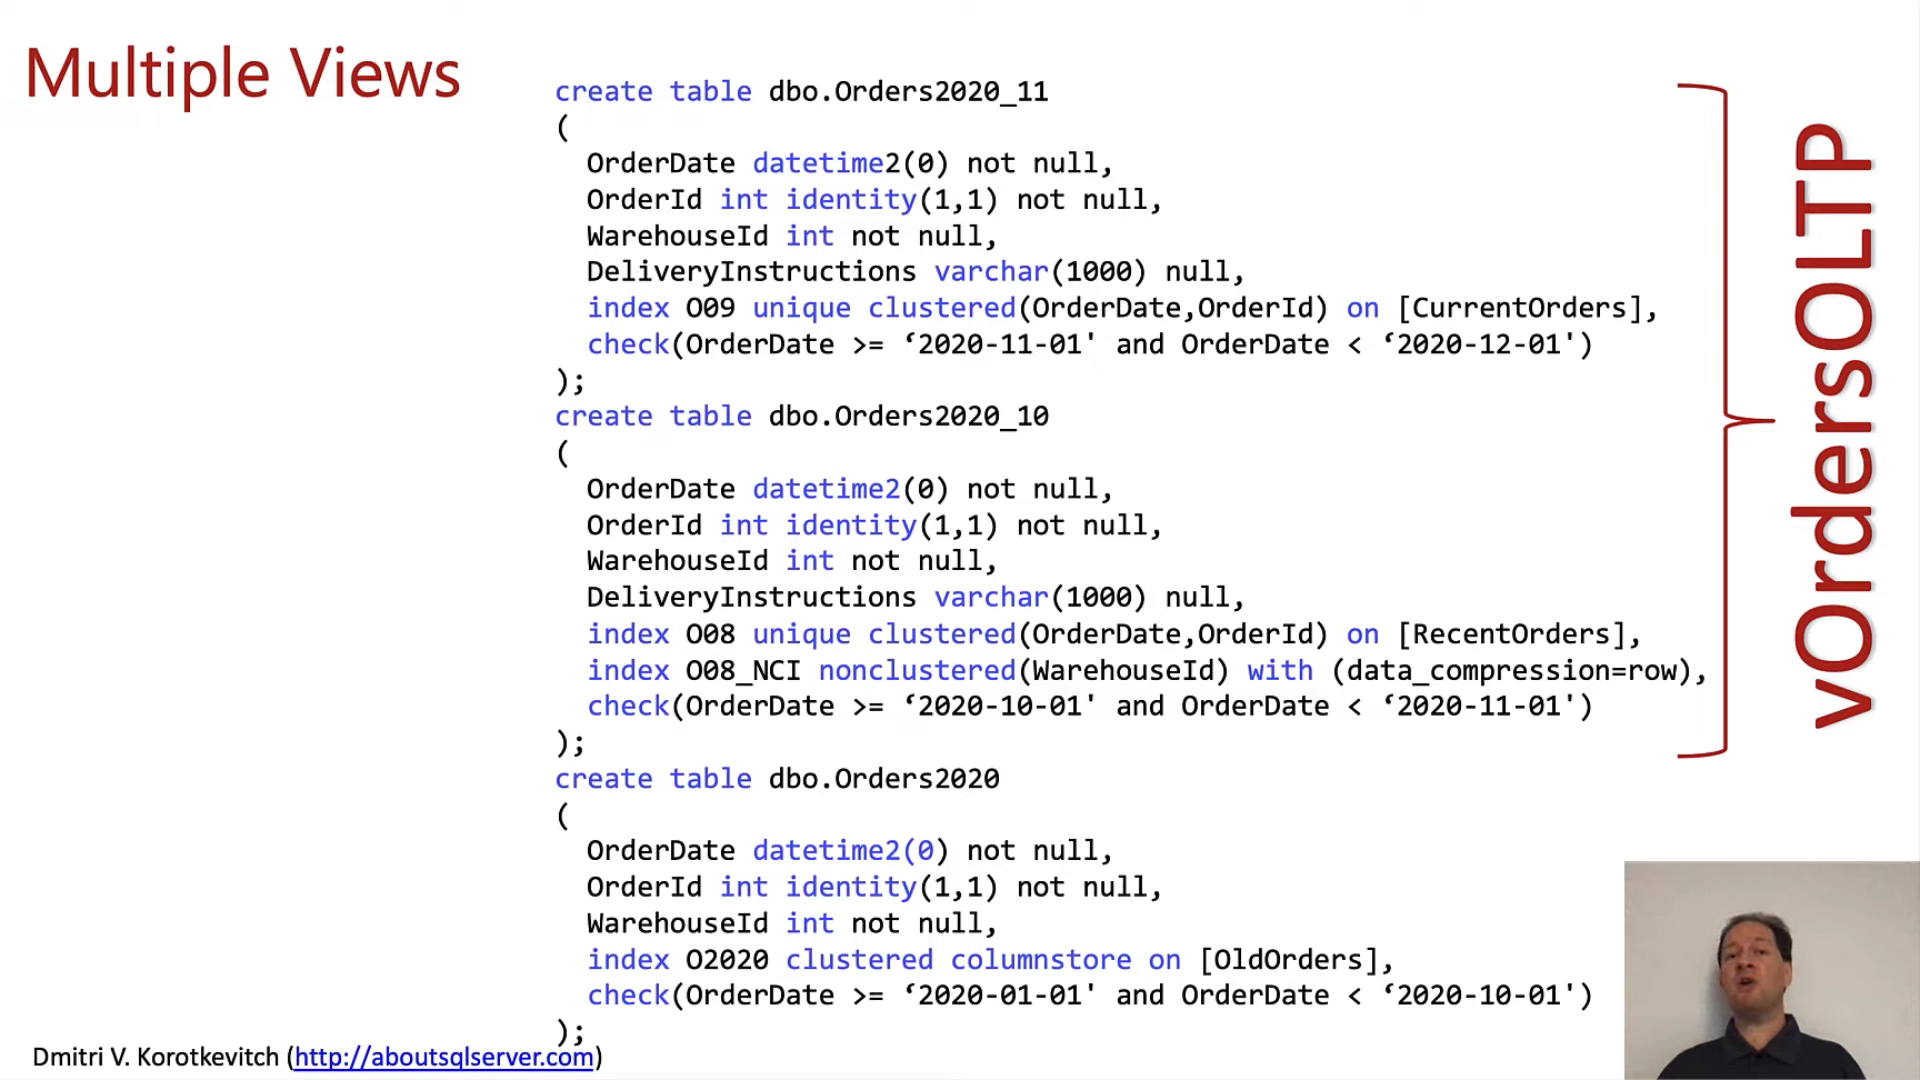 Multiple Views
create table dbo.Orders2020_11
(
OrderDate datetime2(0) not null,
OrderId int identity(1,1) not null,
WarehouseId int not null,
DeliveryInstructions varchar(1000) null,
index O09 unique clustered(OrderDate,OrderId) on [CurrentOrders],
check(OrderDate >= ‘2020-11-01' and OrderDate < ‘2020-12-01')
);
create table dbo.Orders2020_10
(
OrderDate datetime2(0) not null,
OrderId int identity(1,1) not null,
WarehouseId int not null,
DeliveryInstructions varchar(1000) null,
index O08 unique clustered(OrderDate,OrderId) on [RecentOrders],
index O08_NCI nonclustered(WarehouseId) with (data_compression=row),
check(OrderDate >= ‘2020-10-01' and OrderDate < ‘2020-11-01')
);
create table dbo.Orders2020
(
OrderDate datetime2(0) not null,
OrderId int identity(1,1) not null,
WarehouseId int not null,
index O2020 clustered columnstore on [OldOrders],
check(OrderDate >= ‘2020-01-01' and OrderDate < ‘2020-10-01')
);
vOrdersOLTP
Dmitri V. Korotkevitch (http://aboutsqlserver.com)